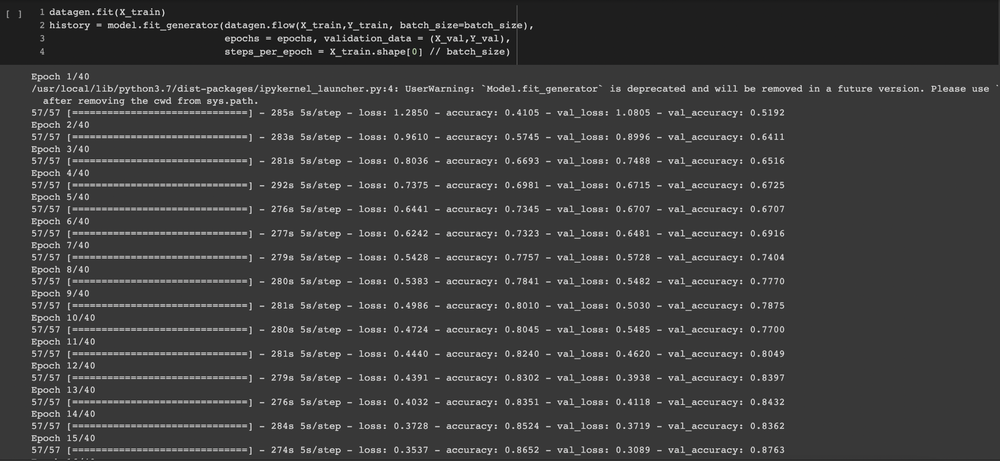 [ ] 1 datagen.fit(X_train)
2 history = model.fit_generator(datagen.flow(X_train,Y_train, batch_size=batch_size),
3 epochs = epochs, validation_data = (X_val,Y_val),
4 steps_per_epoch = X_train.shape[0] // batch_size)
Epoch 1/40
/usr/local/lib/python3.7/dist-packages/ipykernel_launcher.py:4: UserWarning: `Model.fit_generator` is deprecated and will be removed in a future version. Please use `
after removing the cwd from sys.path.
57/57 [==============================] - 285s 5s/step - loss: 1.2850 - accuracy: 0.4105 - val_loss: 1.0805 - val_accuracy: 0.5192
Epoch 2/40
57/57 [==============================] - 283s 5s/step - loss: 0.9610 - accuracy: 0.5745 - val_loss: 0.8996 - val_accuracy: 0.6411
Epoch 3/40
57/57 [==============================] - 281s 5s/step - loss: 0.8036 - accuracy: 0.6693 - val_loss: 0.7488 - val_accuracy: 0.6516
Epoch 4/40
57/57 [==============================] - 292s 5s/step - loss: 0.7375 - accuracy: 0.6981 - val_loss: 0.6715 - val_accuracy: 0.6725
Epoch 5/40
57/57 [==============================] - 276s 5s/step - loss: 0.6441 - accuracy: 0.7345 - val_loss: 0.6707 - val_accuracy: 0.6707
Epoch 6/40
57/57 [==============================] - 277s 5s/step - loss: 0.6242 - accuracy: 0.7323 - val_loss: 0.6481 - val_accuracy: 0.6916
Epoch 7/40
57/57 [==============================] - 279s 5s/step - loss: 0.5428 - accuracy: 0.7757 - val_loss: 0.5728 - val_accuracy: 0.7404
Epoch 8/40
57/57 [==============================] - 280s 5s/step - loss: 0.5383 - accuracy: 0.7841 - val_loss: 0.5482 - val_accuracy: 0.7770
Epoch 9/40
57/57 [==============================] - 281s 5s/step - loss: 0.4986 - accuracy: 0.8010 - val_loss: 0.5030 - val_accuracy: 0.7875
Epoch 10/40
57/57 [==============================] - 280s 5s/step - loss: 0.4724 - accuracy: 0.8045 - val_loss: 0.5485 - val_accuracy: 0.7700
Epoch 11/40
57/57 [==============================] - 281s 5s/step - loss: 0.4440 - accuracy: 0.8240 - val_loss: 0.4620 - val_accuracy: 0.8049
Epoch 12/40
57/57 [==============================] - 279s 5s/step - loss: 0.4391 - accuracy: 0.8302 - val_loss: 0.3938 - val_accuracy: 0.8397
Epoch 13/40
57/57 [==============================] - 276s 5s/step - loss: 0.4032 - accuracy: 0.8351 - val_loss: 0.4118 - val_accuracy: 0.8432
Epoch 14/40
57/57 [==============================] - 284s 5s/step - loss: 0.3728 - accuracy: 0.8524 - val_loss: 0.3719 - val_accuracy: 0.8362
Epoch 15/40
57/57 [==============================] - 274s 5s/step - loss: 0.3537 - accuracy: 0.8652 - val_loss: 0.3089 - val_accuracy: 0.8763